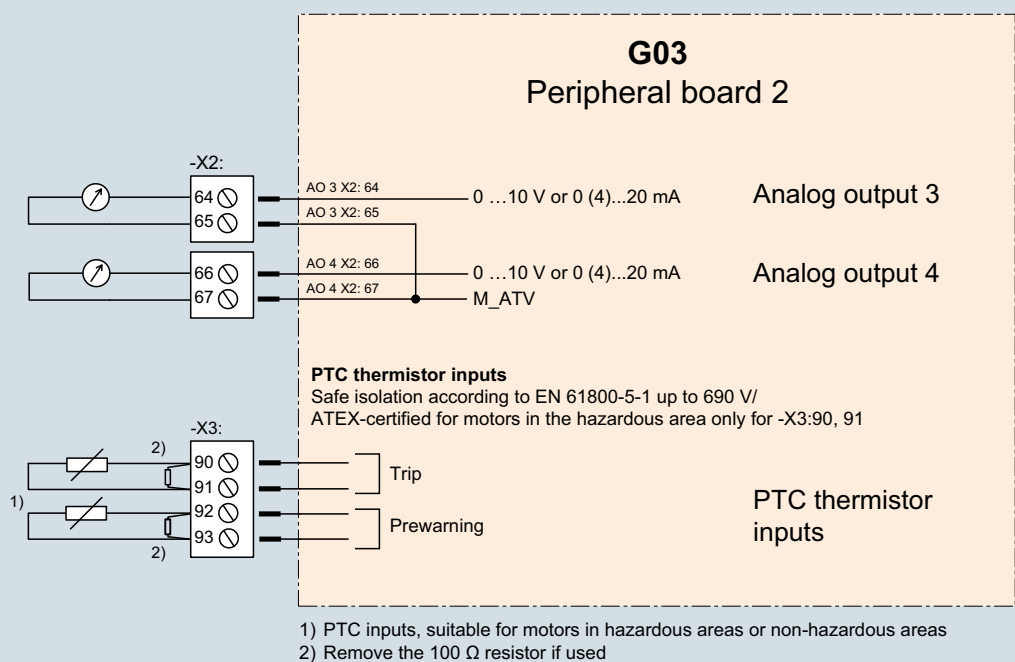 G03
Peripheral board 2
-X2:
64 AO 3 X2: 64 0 …10 V or 0 (4)...20 mA Analog output 3
65 AO 3 X2: 65
66 AO 4 X2: 66 0 …10 V or 0 (4)...20 mA Analog output 4
67 AO 4 X2: 67 M_ATV
PTC thermistor inputs
Safe isolation according to EN 61800-5-1 up to 690 V/
ATEX-certified for motors in the hazardous area only for -X3:90, 91
-X3:
2)
90
Trip
91
1)
92
Prewarning
93
2)
PTC thermistor
inputs
1) PTC inputs, suitable for motors in hazardous areas or non-hazardous areas
2) Remove the 100 Ω resistor if used